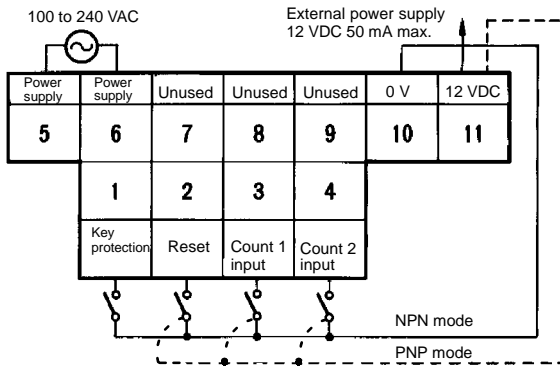 100 to 240 VAC
External power supply
12 VDC 50 mA max.
Power supply
Power supply
Unused
Unused
Unused
0 V
12 VDC
5
6
7
8
9
10
11
1
2
3
4
Key protection
Reset
Count 1 input
Count 2 input
NPN mode
PNP mode